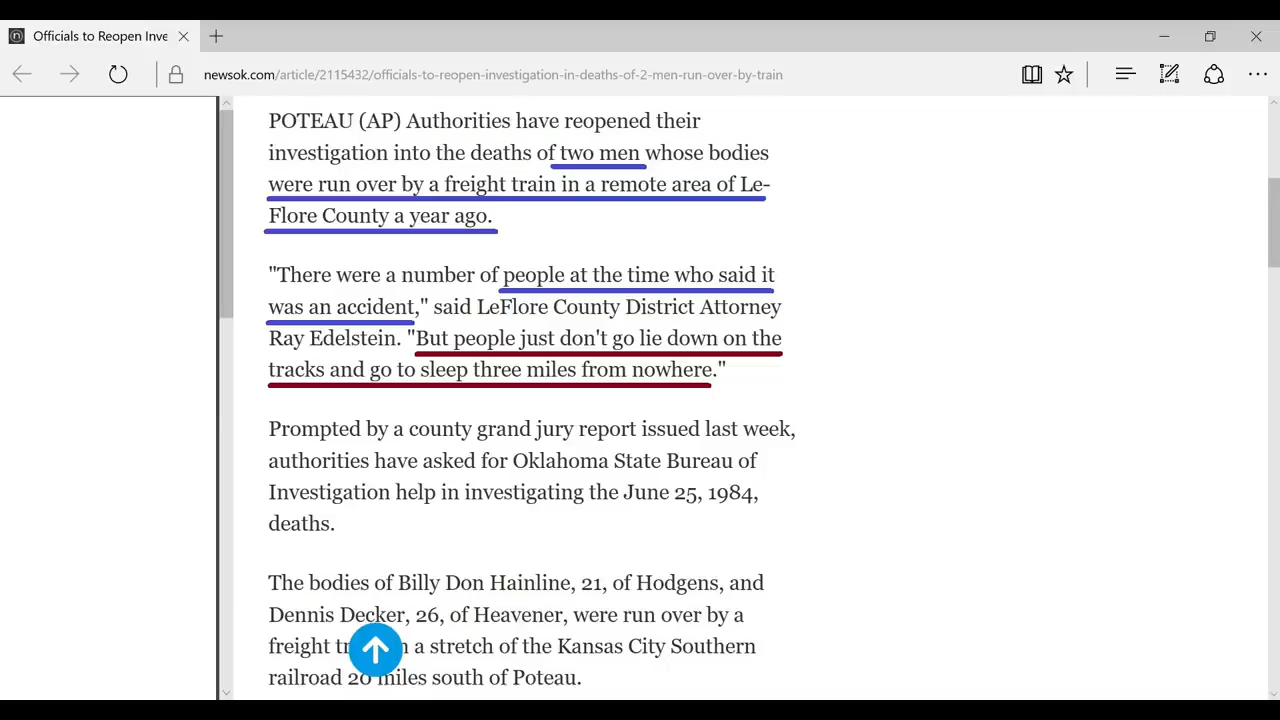 Officials to Reopen Inve
newsok.com/article/2115432/officials-to-reopen-investigation-in-deaths-of-2-men-run-over-by-train
POTEAU (AP) Authorities have reopened their
investigation into the deaths of two men whose bodies
were run over by a freight train in a remote area of Le-
Flore County a year ago.
"There were a number of people at the time who said it
was an accident," said LeFlore County District Attorney
Ray Edelstein. "But people just don't go lie down on the
tracks and go to sleep three miles from nowhere."
Prompted by a county grand jury report issued last week,
authorities have asked for Oklahoma State Bureau of
Investigation help in investigating the June 25, 1984,
deaths.
The bodies of Billy Don Hainline, 21, of Hodgens, and
Dennis Decker, 26, of Heavener, were run over by a
freight a stretch of the Kansas City Southern
railroad 20 miles south of Poteau.